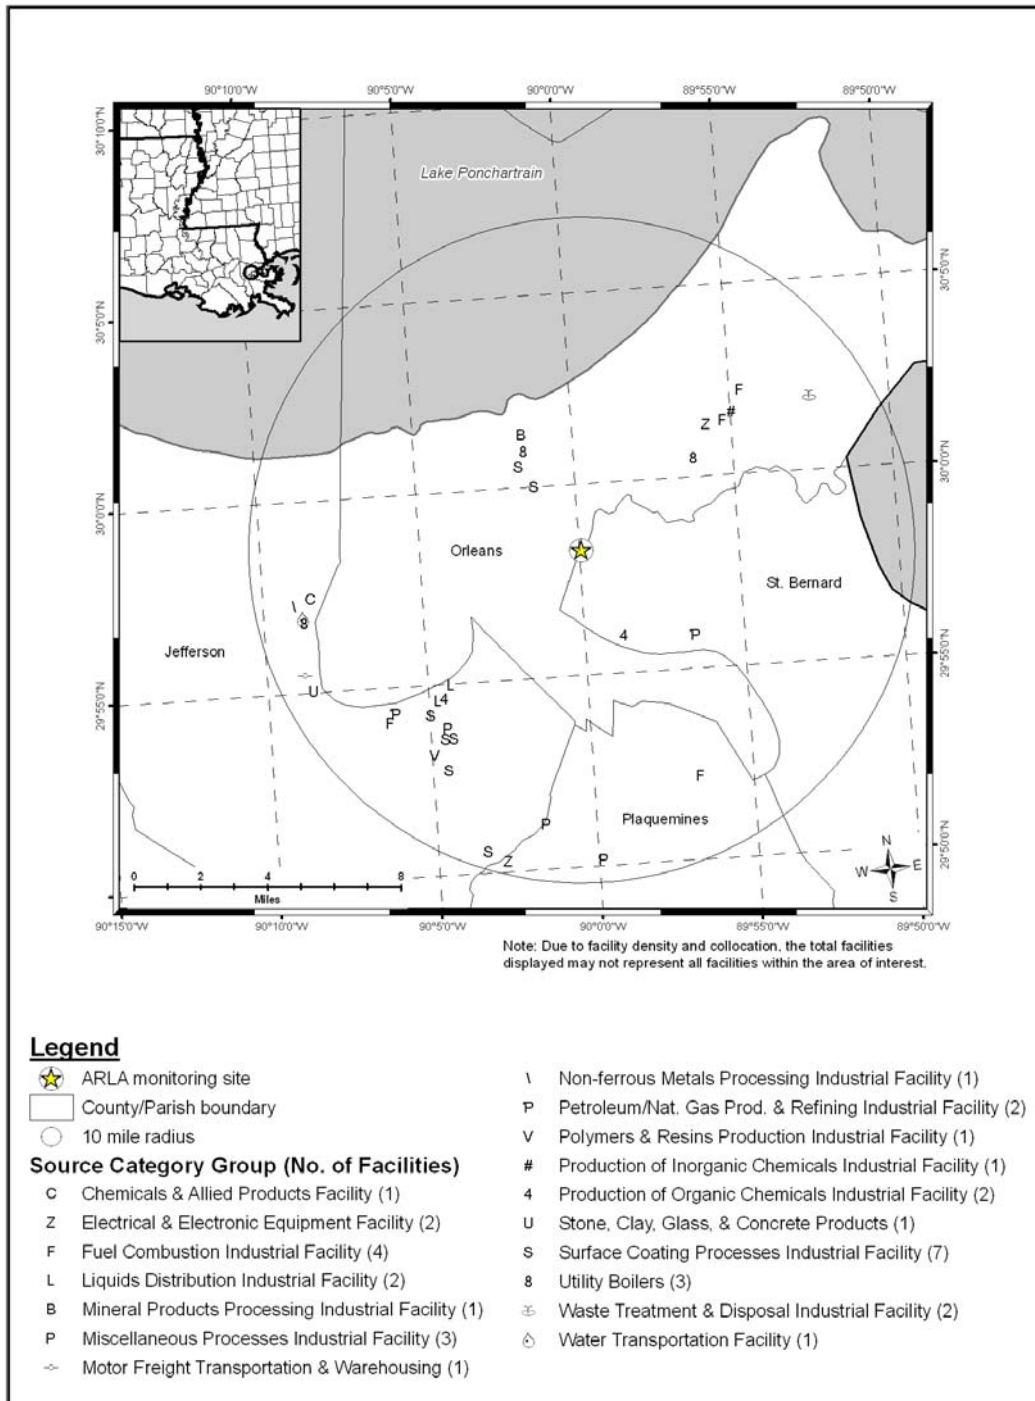 90°10'0"W 90°5'0"W 90°0'0"W 89°55'0"W 89°50'0"W
30°10'0"N
Lake Ponchartrain
30°5'0"N
30°5'0"N
F
#
F
Z
B
8
8
S
30°0'0"N
S
30°0'0"N
Orleans
St. Bernard
C
\
8
4
P
Jefferson
29°55'0"N
U
L
L 4
29°55'0"N
P
F
S
P
S S
V
S
F
P
Plaquemines
S
Z
P
29°50'0"N
N
W E
S
0 2 4 8
Miles
90°15'0"W 90°10'0"W 90°5'0"W 90°0'0"W 89°55'0"W 89°50'0"W
Note: Due to facility density and collocation, the total facilities
displayed may not represent all facilities within the area of interest.
Legend
ARLA monitoring site
County/Parish boundary
10 mile radius
Source Category Group (No. of Facilities)
C Chemicals & Allied Products Facility (1)
Z Electrical & Electronic Equipment Facility (2)
F Fuel Combustion Industrial Facility (4)
L Liquids Distribution Industrial Facility (2)
B Mineral Products Processing Industrial Facility (1)
P Miscellaneous Processes Industrial Facility (3)
Motor Freight Transportation & Warehousing (1)
\ Non-ferrous Metals Processing Industrial Facility (1)
P Petroleum/Nat. Gas Prod. & Refining Industrial Facility (2)
V Polymers & Resins Production Industrial Facility (1)
# Production of Inorganic Chemicals Industrial Facility (1)
4 Production of Organic Chemicals Industrial Facility (2)
U Stone, Clay, Glass, & Concrete Products (1)
S Surface Coating Processes Industrial Facility (7)
8 Utility Boilers (3)
Waste Treatment & Disposal Industrial Facility (2)
Water Transportation Facility (1)